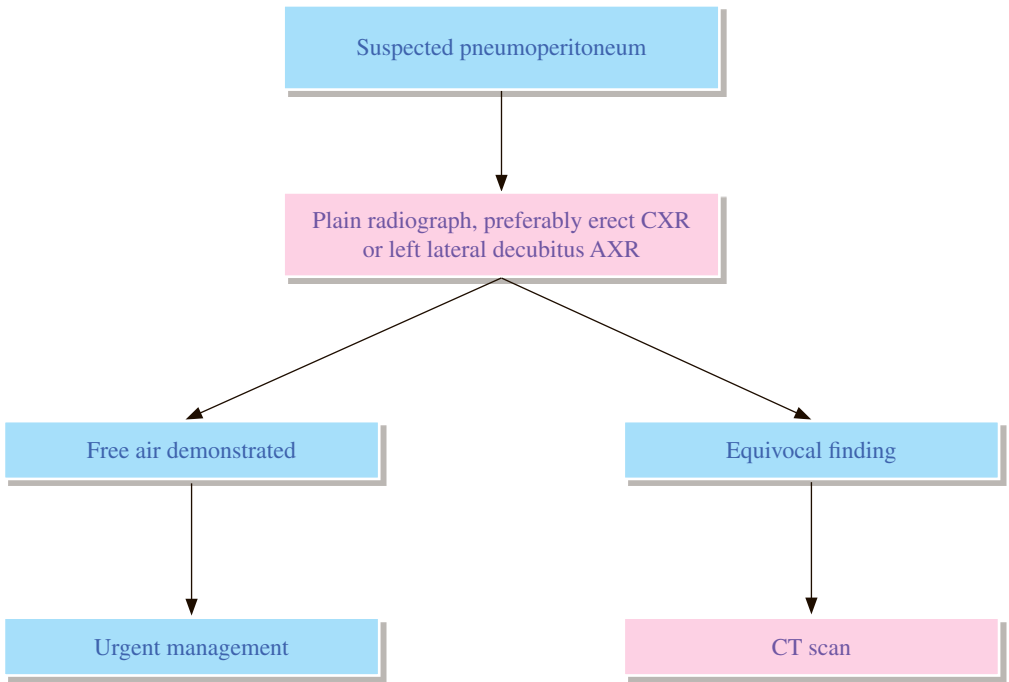 Suspected pneumoperitoneum
Plain radiograph, preferably erect CXR
or left lateral decubitus AXR
Free air demonstrated
Equivocal finding
Urgent management
CT scan